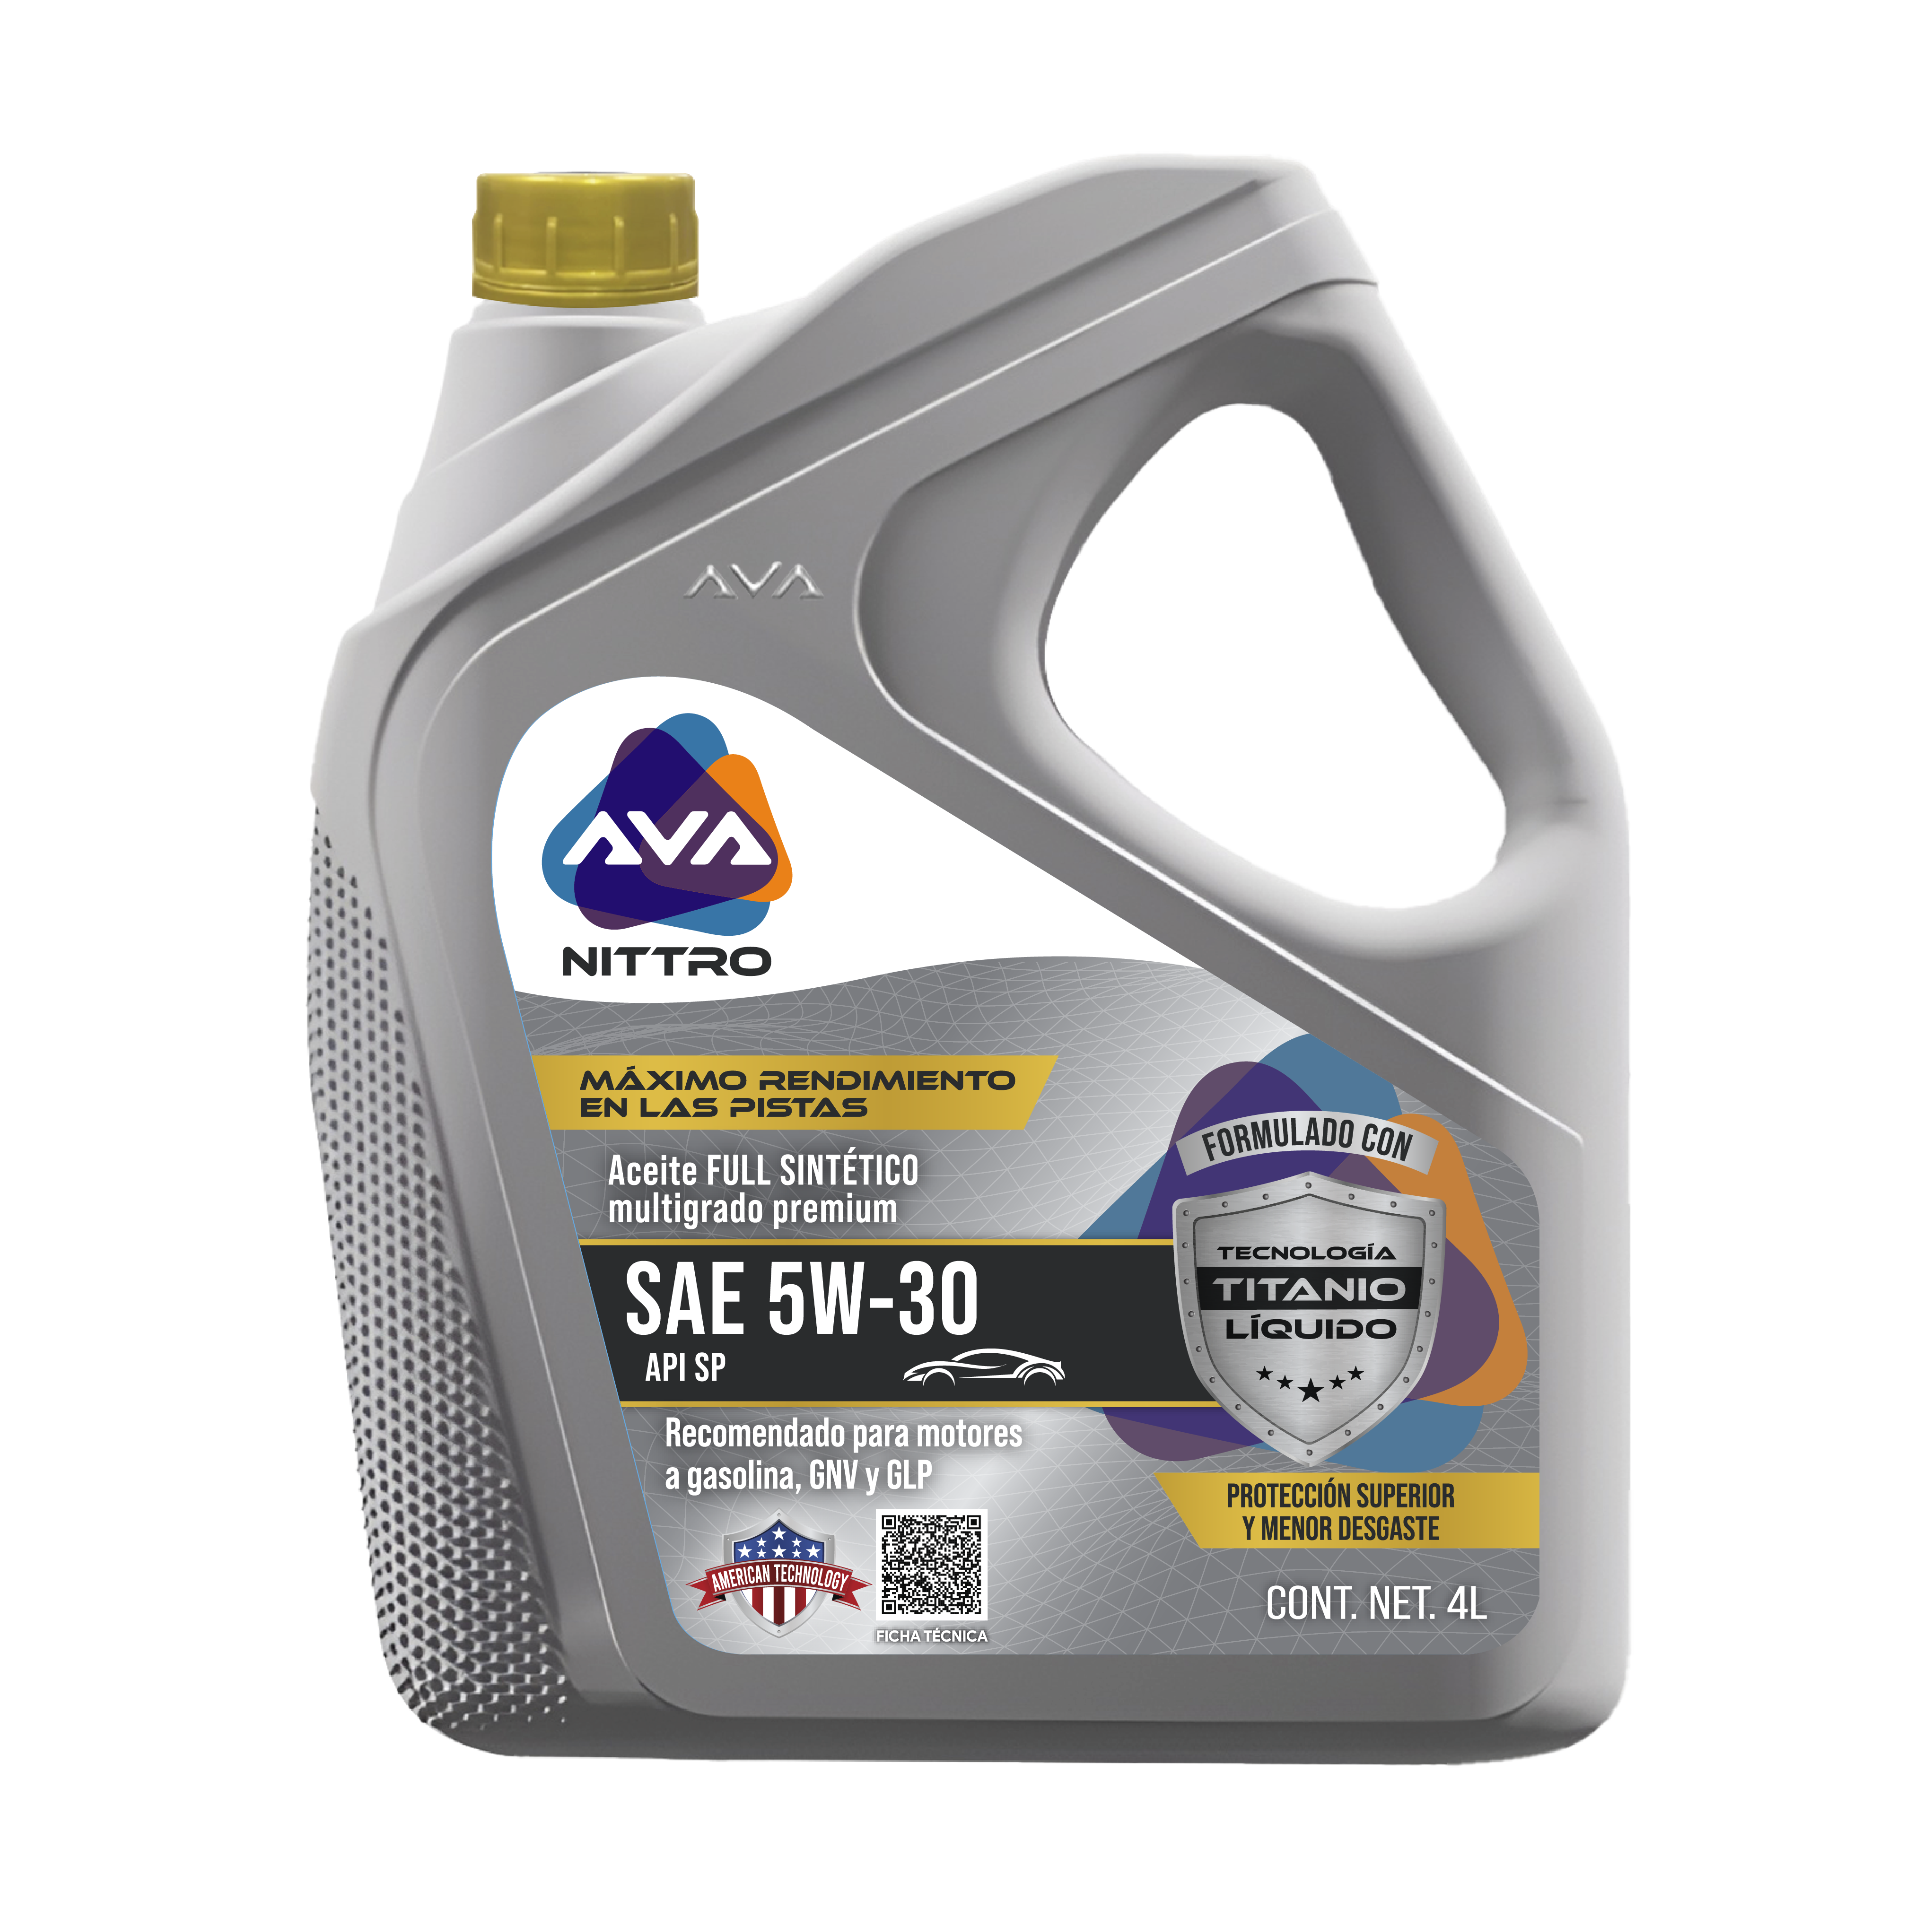 AVA
AVA
NITTRO
MÁXIMO RENDIMIENTO
EN LAS PISTAS
Aceite FULL SINTÉTICO
multigrado premium
SAE 5W-30
API SP
Recomendado para motores
a gasolina, GNV y GLP
AMERICAN TECHNOLOGY
FICHA TÉCNICA
FORMULADO CON
TECNOLOGÍA
TITANIO
LÍQUIDO
PROTECCIÓN SUPERIOR
Y MENOR DESGASTE
CONT. NET. 4L